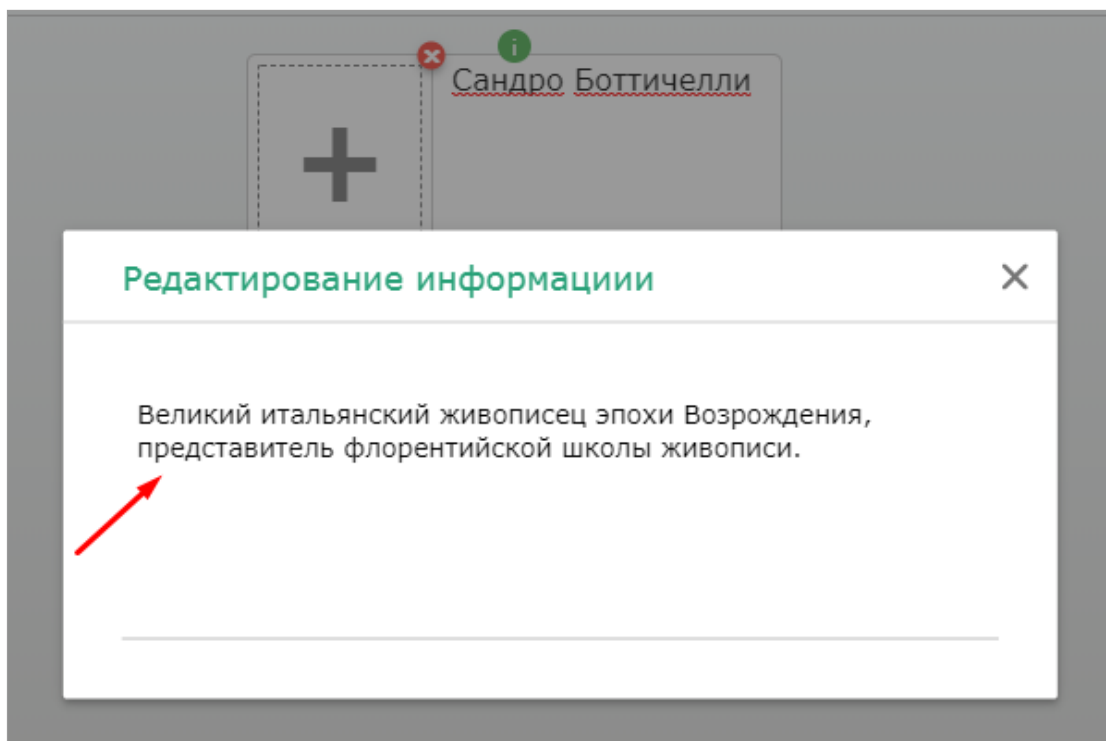 Сандро Боттичелли
Редактирование информациии
Великий итальянский живописец эпохи Возрождения,
представитель флорентийской школы живописи.